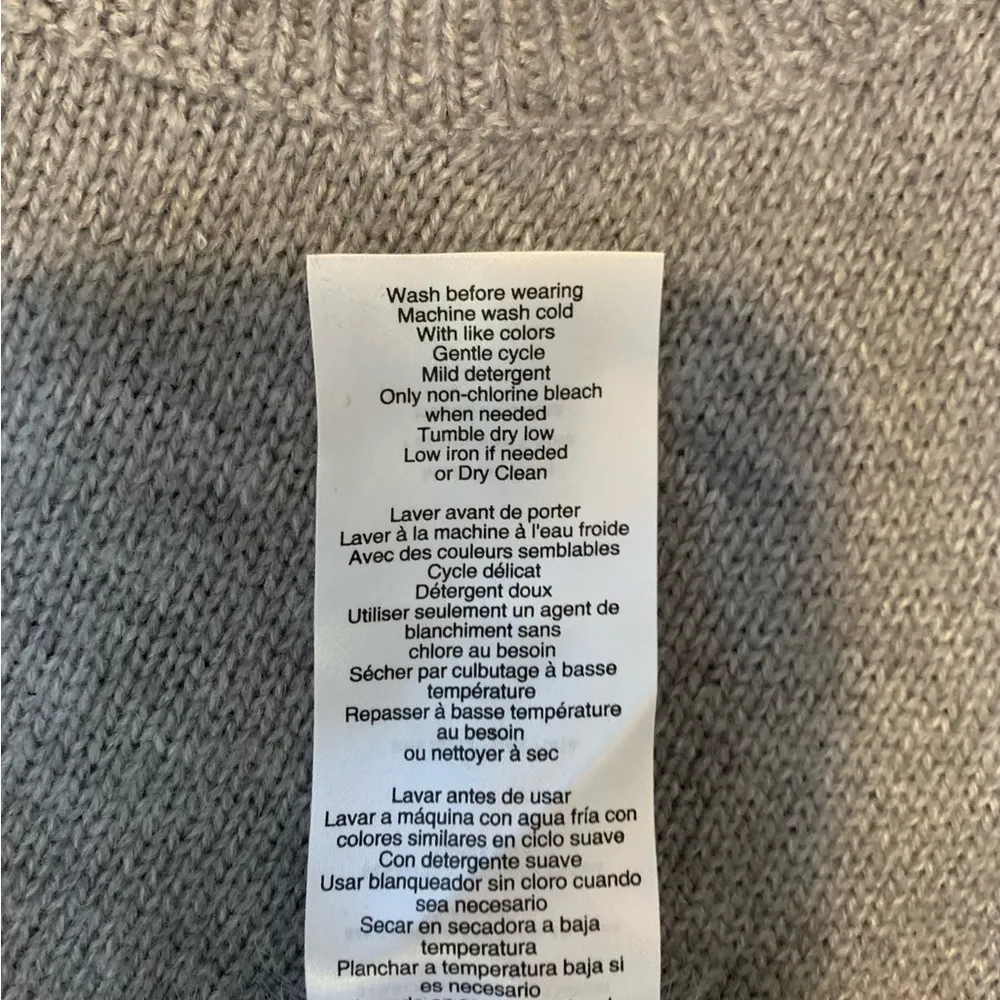 Wash before wearing
Machine wash cold
With like colors
Gentle cycle
Mild detergent
Only non-chlorine bleach
when needed
Tumble dry low
Low iron if needed
or Dry Clean
Laver avant de porter
Laver à la machine à l'eau froide
Avec des couleurs semblables
Cycle délicat
Détergent doux
Utiliser seulement un agent de
blanchiment sans
chlore au besoin
Sécher par culbutage à basse
température
Repasser à basse température
au besoin
ou nettoyer à sec
Lavar antes de usar
Lavar a máquina con agua fría con
colores similares en ciclo suave
Con detergente suave
Usar blanqueador sin cloro cuando
sea necesario
Secar en secadora a baja
temperatura
Planchar a temperatura baja si
es necesario